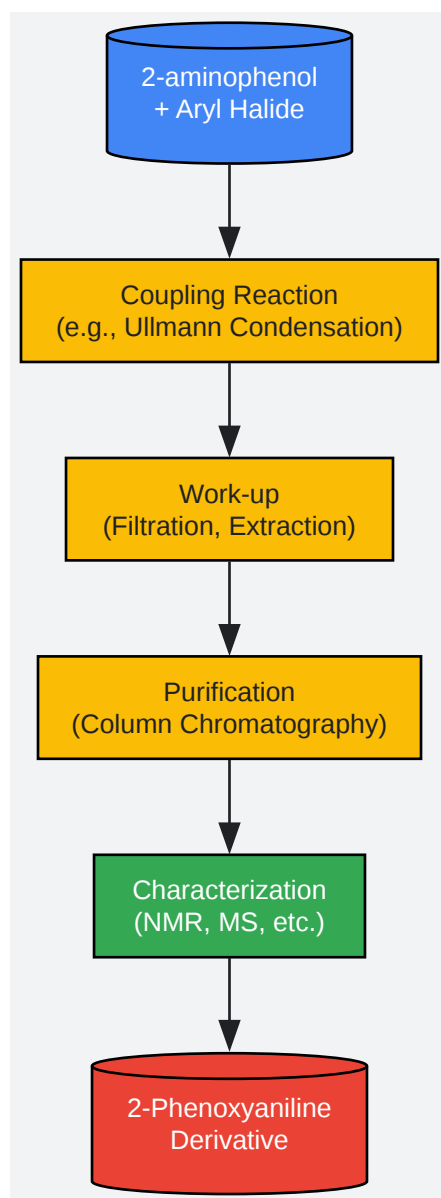 2-aminophenol
+ Aryl Halide
Coupling Reaction
(e.g., Ullmann Condensation)
Work-up
(Filtration, Extraction)
Purification
(Column Chromatography)
Characterization
(NMR, MS, etc.)
2-Phenoxyaniline
Derivative